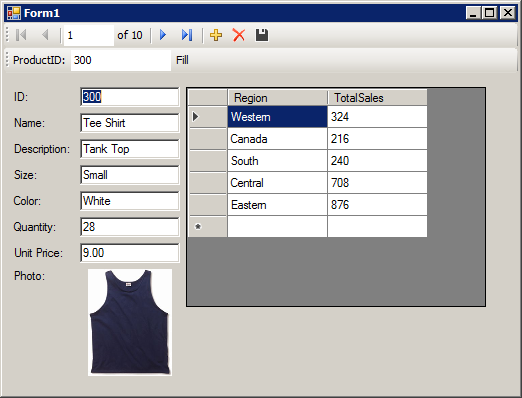 Form1
1 of 10
ProductID: 300 Fill
ID: 300
Name: Tee Shirt
Description: Tank Top
Size: Small
Color: White
Quantity: 28
Unit Price: 9.00
Photo:
Region TotalSales
Western 324
Canada 216
South 240
Central 708
Eastern 876